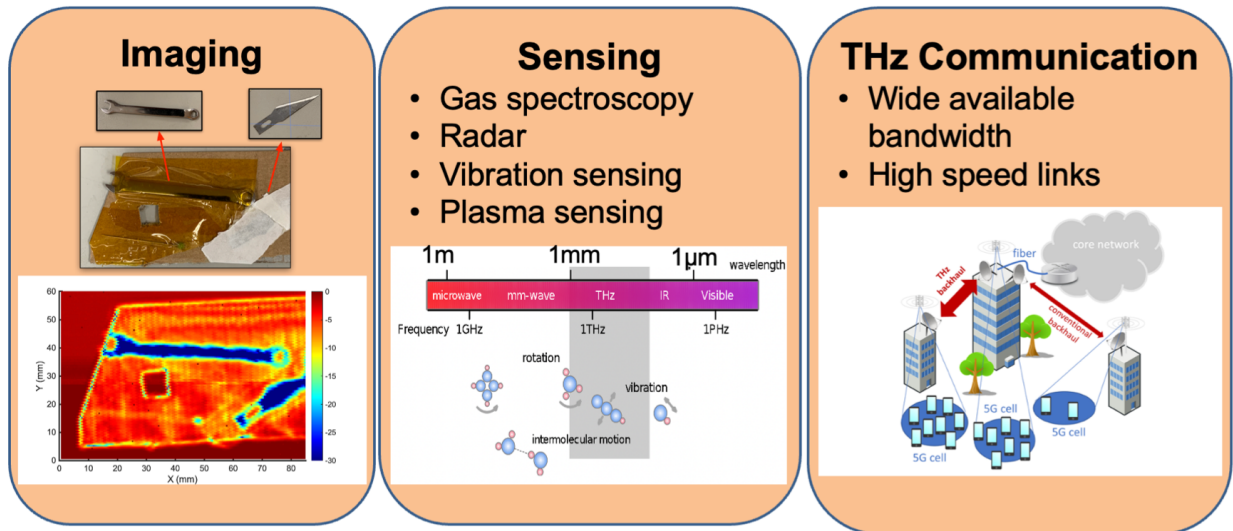 Imaging
60
50
40
30
20
10
0
Y (mm)
0 10 20 30 40 50 60 70 80
X (mm)
0
-5
-10
-15
-20
-25
-30
Sensing
• Gas spectroscopy
• Radar
• Vibration sensing
• Plasma sensing
1m 1mm 1µm wavelength
microwave mm-wave THz IR Visible
Frequency 1GHz 1THz 1PHz
rotation
vibration
intermolecular motion
THz Communication
• Wide available
bandwidth
• High speed links
core network
fiber
THz
backhaul
conventional
backhaul
5G cell
5G cell
5G cell